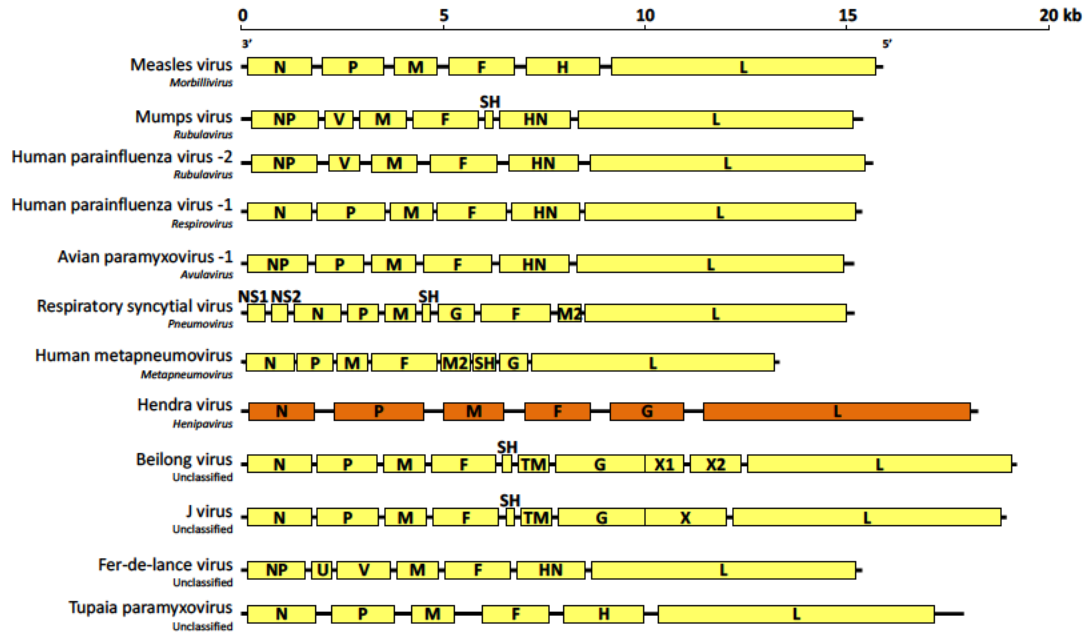 0 5 10 15 20 kb
3' 5'
Measles virus N P M F H L
Morbillivirus
SH
Mumps virus NP V M F HN L
Rubulavirus
Human parainfluenza virus -2 NP V M F HN L
Rubulavirus
Human parainfluenza virus -1 N P M F HN L
Respirovirus
Avian paramyxovirus -1 NP P M F HN L
Avulavirus
NS1 NS2 SH
Respiratory syncytial virus N P M G F M2 L
Pneumovirus
Human metapneumovirus N P M F M2 SH G L
Metapneumovirus
Hendra virus N P M F G L
Henipavirus
SH
Beilong virus N P M F TM G X1 X2 L
Unclassified
SH
J virus N P M F TM G X L
Unclassified
Fer-de-lance virus NP U V M F HN L
Unclassified
Tupaia paramyxovirus N P M F H L
Unclassified